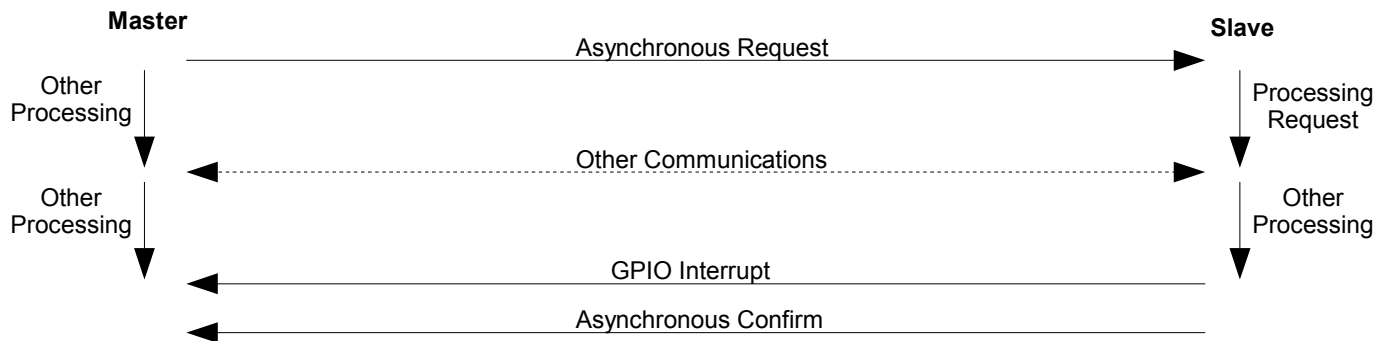 Master
Slave
Asynchronous Request
Other
Processing
Processing
Request
Other Communications
Other
Processing
Other
Processing
GPIO Interrupt
Asynchronous Confirm